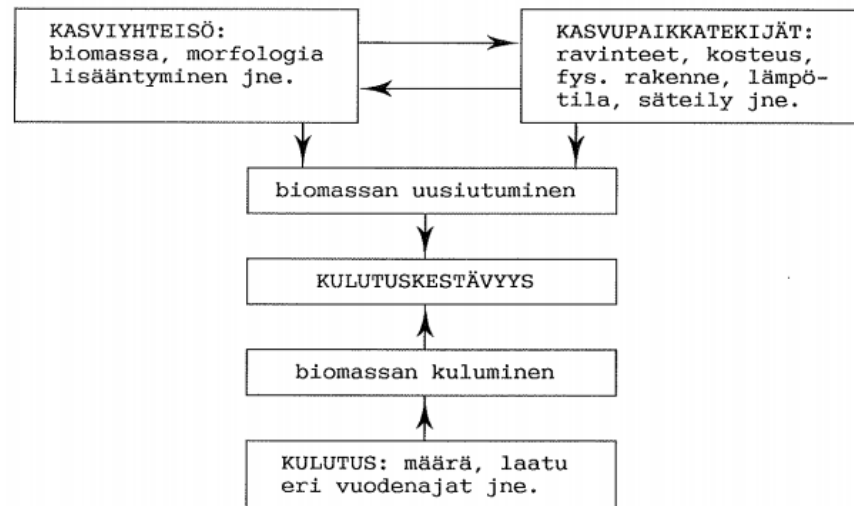 KASVIYHTEISÖ:
biomassa, morfologia
lisääntyminen jne.
KASVUPAIKKATEKIJÄT:
ravinteet, kosteus,
fys. rakenne, lämpö-
tila, säteily jne.
biomassan uusiutuminen
KULUTUSKESTÄVYYS
biomassan kuluminen
KULUTUS: määrä, laatu
eri vuodenajat jne.